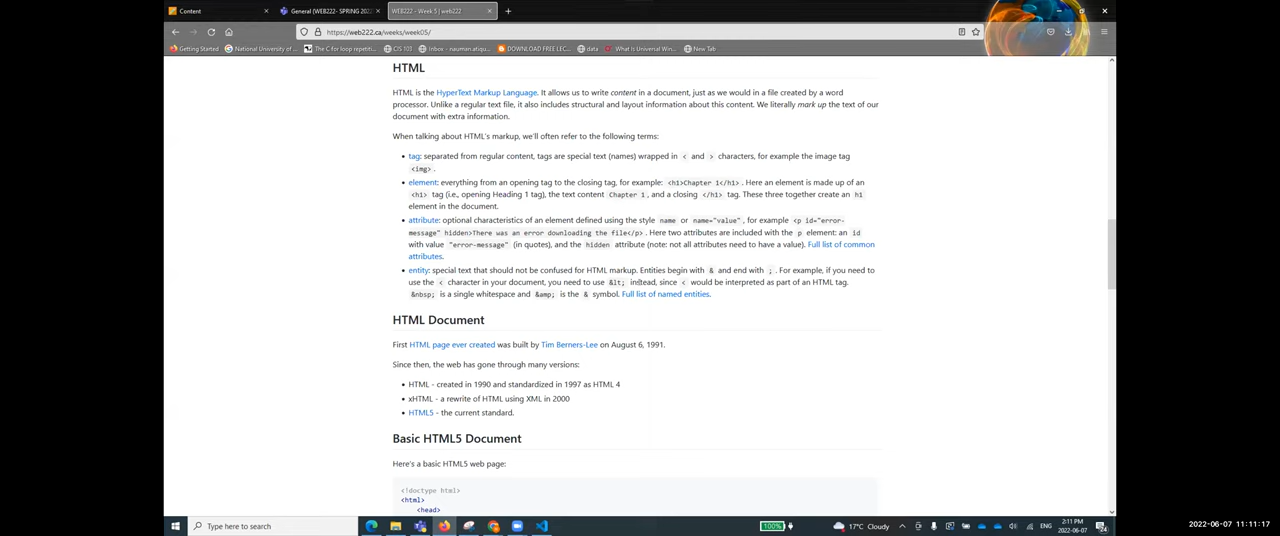 Content
General (WEB222- SPRING 202
WEB222 - Week 5 | web222
https://web222.ca/weeks/week05/
Getting Started
National University of ...
The C for loop repetiti...
CIS 103
Inbox - nauman.atique...
DOWNLOAD FREE LEC...
data
What Is Universal Win...
New Tab
HTML
HTML is the HyperText Markup Language. It allows us to write content in a document, just as we would in a file created by a word
processor. Unlike a regular text file, it also includes structural and layout information about this content. We literally mark up the text of our
document with extra information.
When talking about HTML's markup, we'll often refer to the following terms:
• tag: separated from regular content, tags are special text (names) wrapped in < and > characters, for example the image tag
<img> .
• element: everything from an opening tag to the closing tag, for example: <h1>Chapter 1</h1> . Here an element is made up of an
<h1> tag (i.e., opening Heading 1 tag), the text content Chapter 1 , and a closing </h1> tag. These three together create an h1
element in the document.
• attribute: optional characteristics of an element defined using the style name or name="value" , for example <p id="error-
message" hidden>There was an error downloading the file</p> . Here two attributes are included with the p element: an id
with value "error-message" (in quotes), and the hidden attribute (note: not all attributes need to have a value). Full list of common
attributes.
• entity: special text that should not be confused for HTML markup. Entities begin with & and end with ; . For example, if you need to
use the < character in your document, you need to use &lt; instead, since < would be interpreted as part of an HTML tag.
&nbsp; is a single whitespace and &amp; is the & symbol. Full list of named entities.
HTML Document
First HTML page ever created was built by Tim Berners-Lee on August 6, 1991.
Since then, the web has gone through many versions:
• HTML - created in 1990 and standardized in 1997 as HTML 4
• xHTML - a rewrite of HTML using XML in 2000
• HTML5 - the current standard.
Basic HTML5 Document
Here's a basic HTML5 web page:
<!doctype html>
<html>
<head>
Type here to search
100%
17°C Cloudy
ENG
2:11 PM
2022-06-07
24
2022-06-07 11:11:17